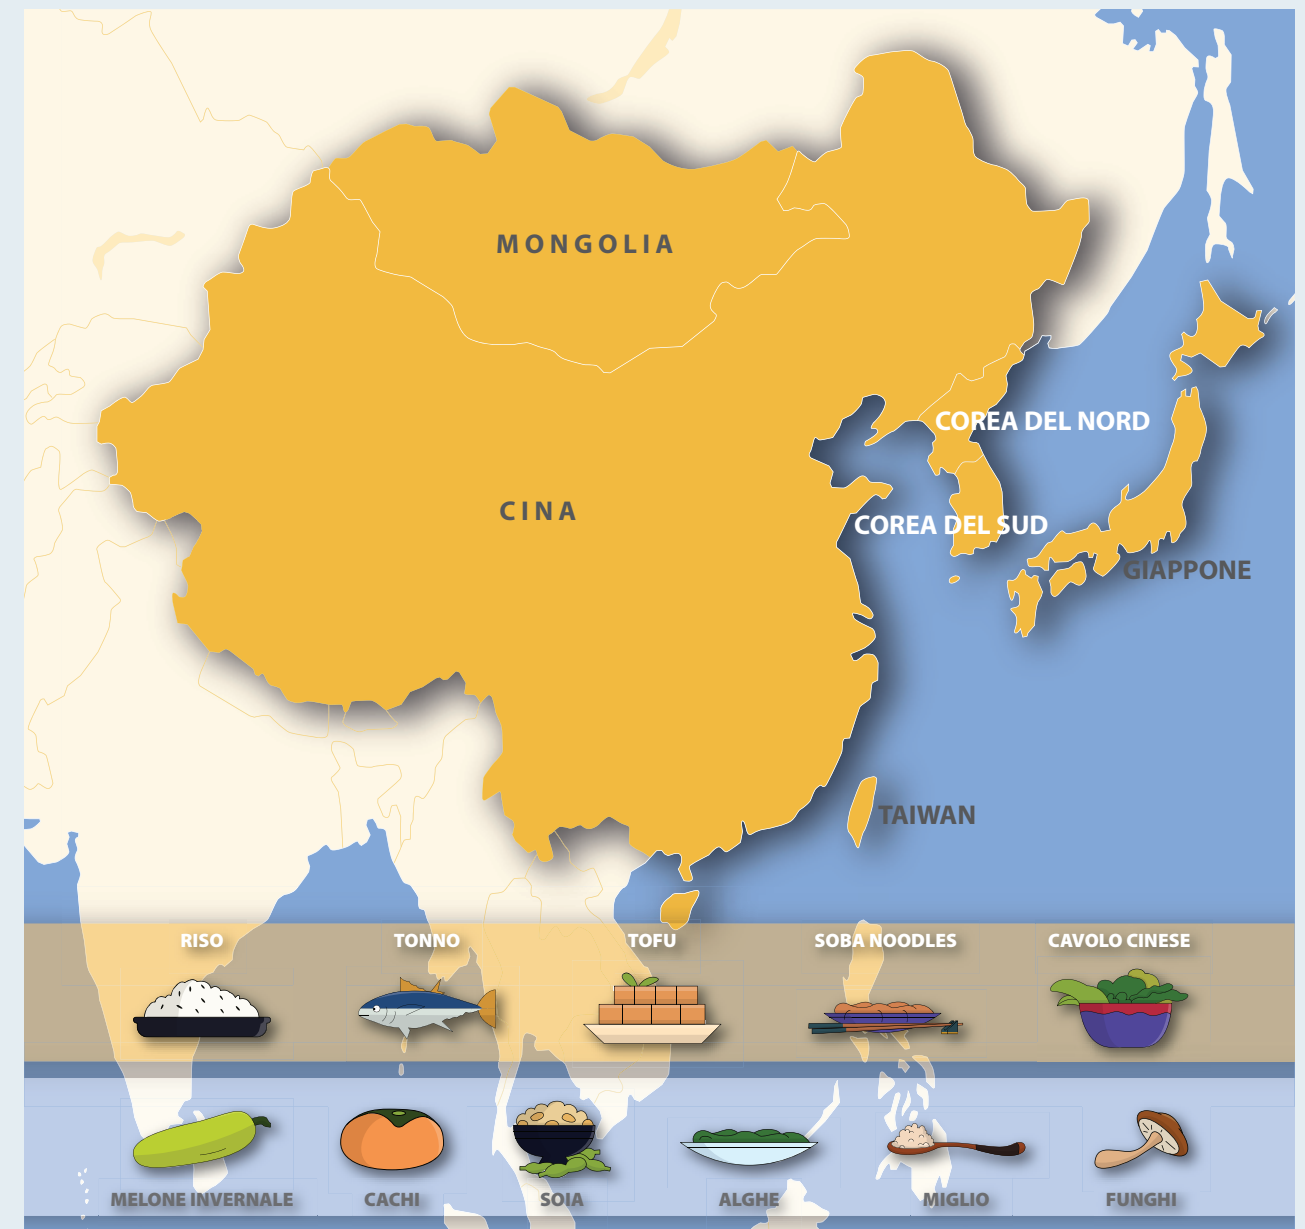 MONGOLIA
COREA DEL NORD
CINA
COREA DEL SUD
GIAPPONE
TAIWAN
RISO
TONNO
TOFU
SOBA NOODLES
CAVOLO CINESE
MELONE INVERNALE
CACHI
SOIA
ALGHE
MIGLIO
FUNGHI